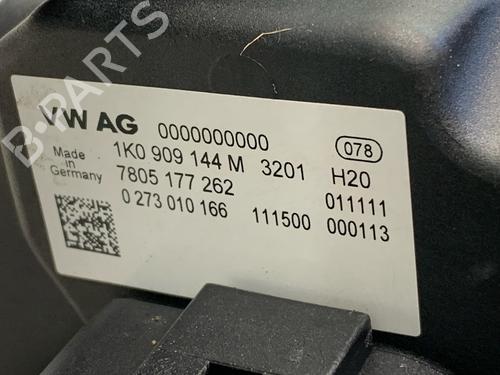 B-PARTS
VW AG 0000000000 078
Made in Germany
1K0 909 144 M 3201 H20
7805 177 262 011111
0 273 010 166 111500 000113